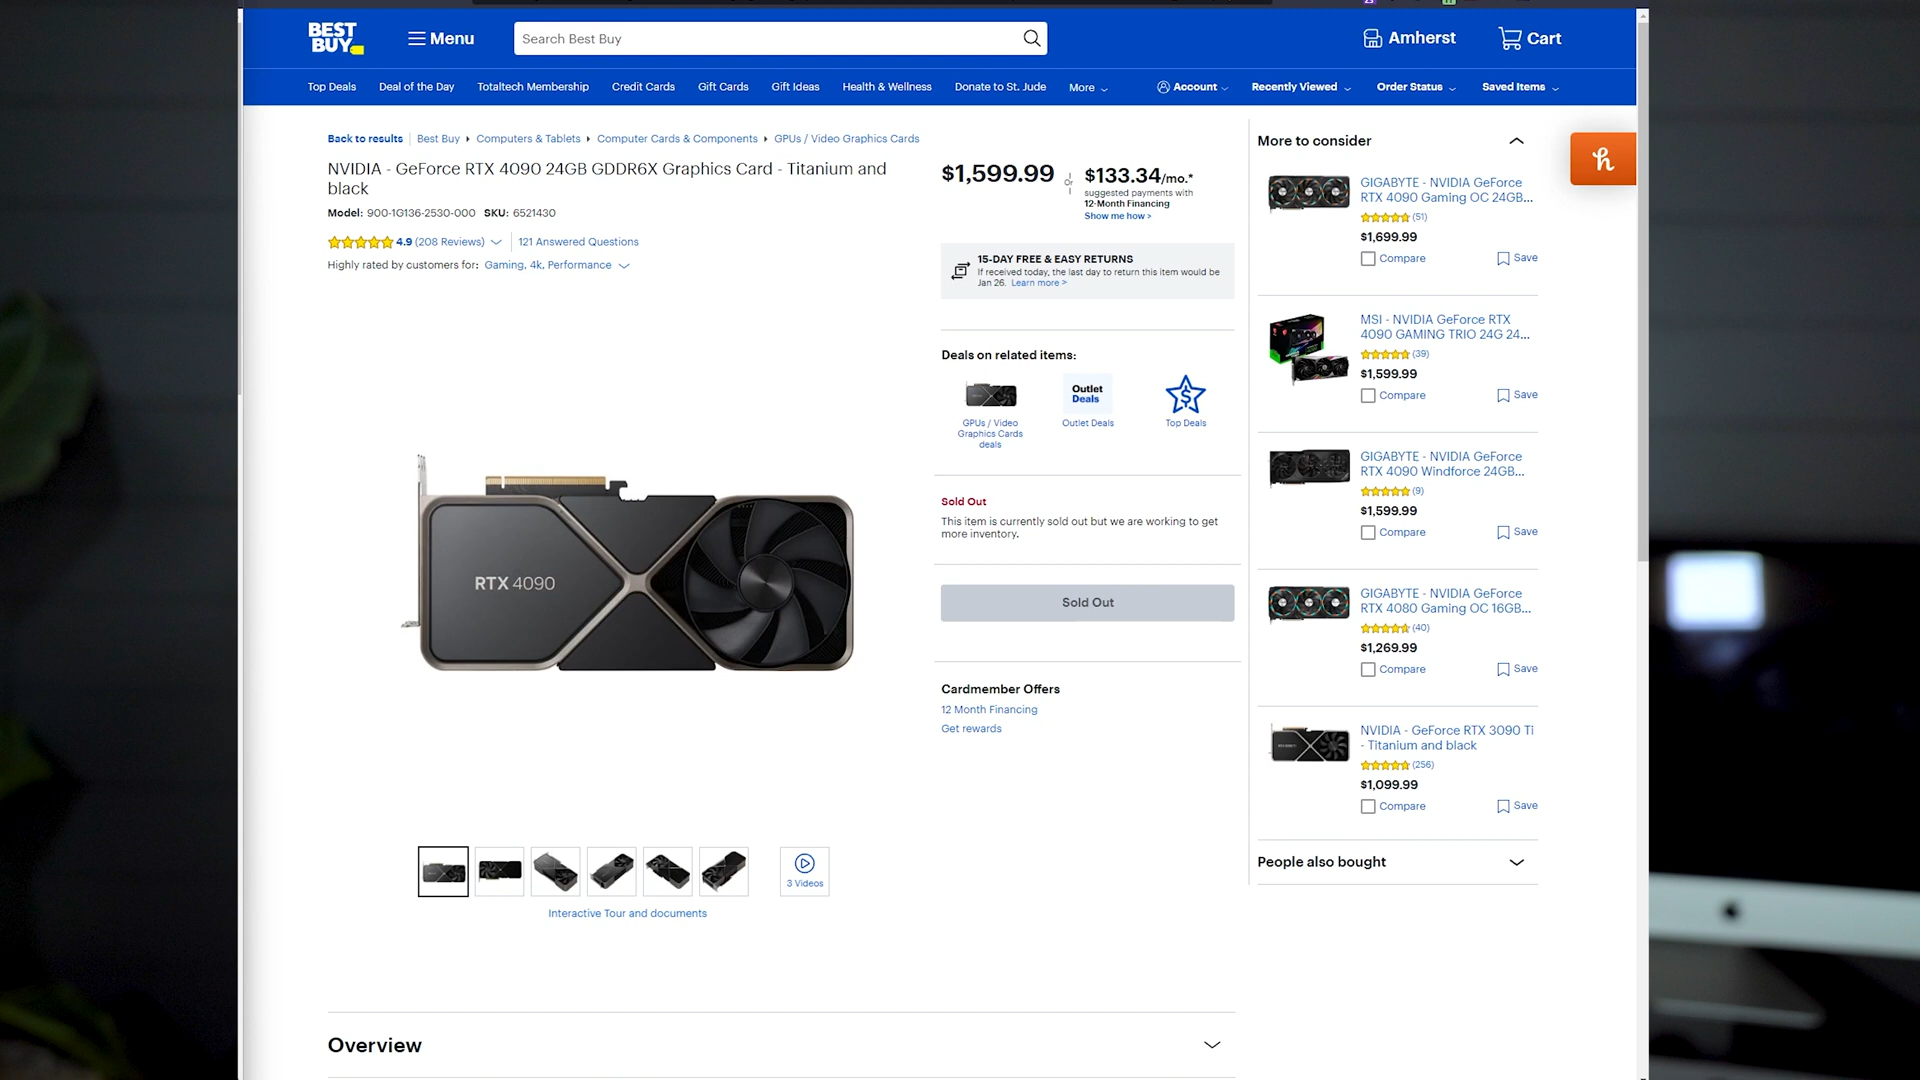 BEST
BUY
Menu
Search Best Buy
Amherst
Cart
Top Deals
Deal of the Day
Totaltech Membership
Credit Cards
Gift Cards
Gift Ideas
Health & Wellness
Donate to St. Jude
More
Account
Recently Viewed
Order Status
Saved Items
Back to results
Best Buy
Computers & Tablets
Computer Cards & Components
GPUs / Video Graphics Cards
NVIDIA - GeForce RTX 4090 24GB GDDR6X Graphics Card - Titanium and
black
Model: 900-1G136-2530-000 SKU: 6521430
4.9 (208 Reviews)
121 Answered Questions
Highly rated by customers for: Gaming, 4k, Performance
RTX 4090
3 Videos
Interactive Tour and documents
$1,599.99
or
$133.34/mo.*
suggested payments with
12-Month Financing
Show me how >
15-DAY FREE & EASY RETURNS
If received today, the last day to return this item would be
Jan 26. Learn more >
Deals on related items:
GPUs / Video
Graphics Cards
deals
Outlet
Deals
Outlet Deals
Top Deals
Sold Out
This item is currently sold out but we are working to get
more inventory.
Sold Out
Cardmember Offers
12 Month Financing
Get rewards
More to consider
GIGABYTE - NVIDIA GeForce
RTX 4090 Gaming OC 24GB...
(51)
$1,699.99
Compare
Save
MSI - NVIDIA GeForce RTX
4090 GAMING TRIO 24G 24...
(39)
$1,599.99
Compare
Save
GIGABYTE - NVIDIA GeForce
RTX 4090 Windforce 24GB...
(9)
$1,599.99
Compare
Save
GIGABYTE - NVIDIA GeForce
RTX 4080 Gaming OC 16GB...
(40)
$1,269.99
Compare
Save
NVIDIA - GeForce RTX 3090 Ti
- Titanium and black
(256)
$1,099.99
Compare
Save
People also bought
h
Overview